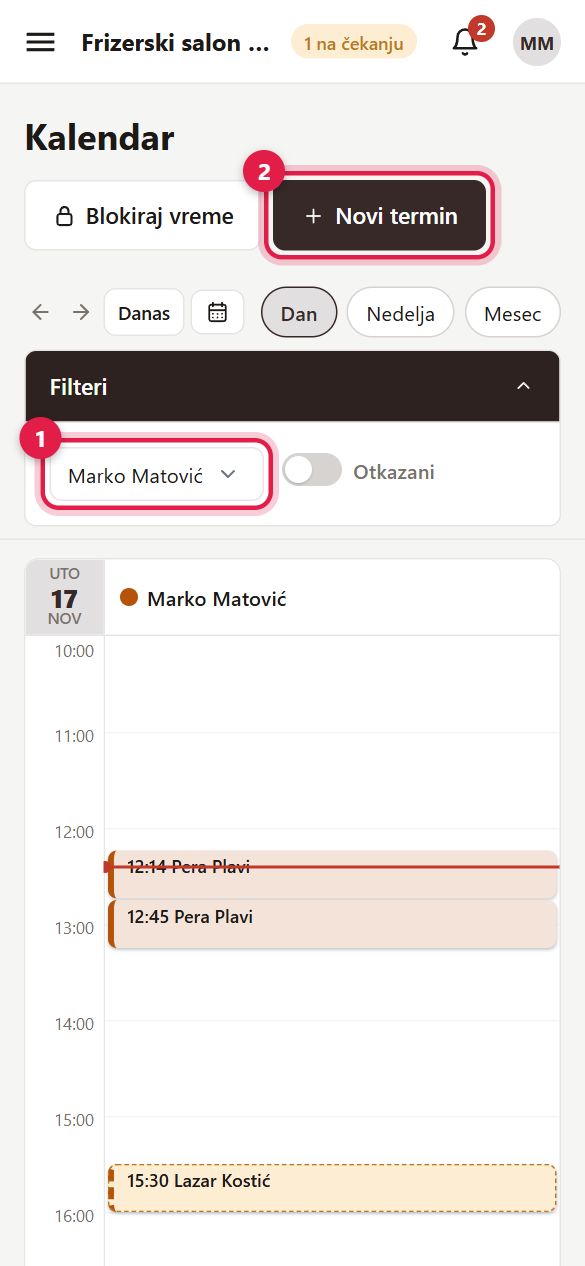 Frizerski salon ...
1 na čekanju
2
MM
Kalendar
2
Blokiraj vreme
+ Novi termin
Danas
Dan
Nedelja
Mesec
Filteri
1
Marko Matović
Otkazani
UTO
17
NOV
Marko Matović
10:00
11:00
12:00
12:14 Pera Plavi
12:45 Pera Plavi
13:00
14:00
15:00
15:30 Lazar Kostić
16:00